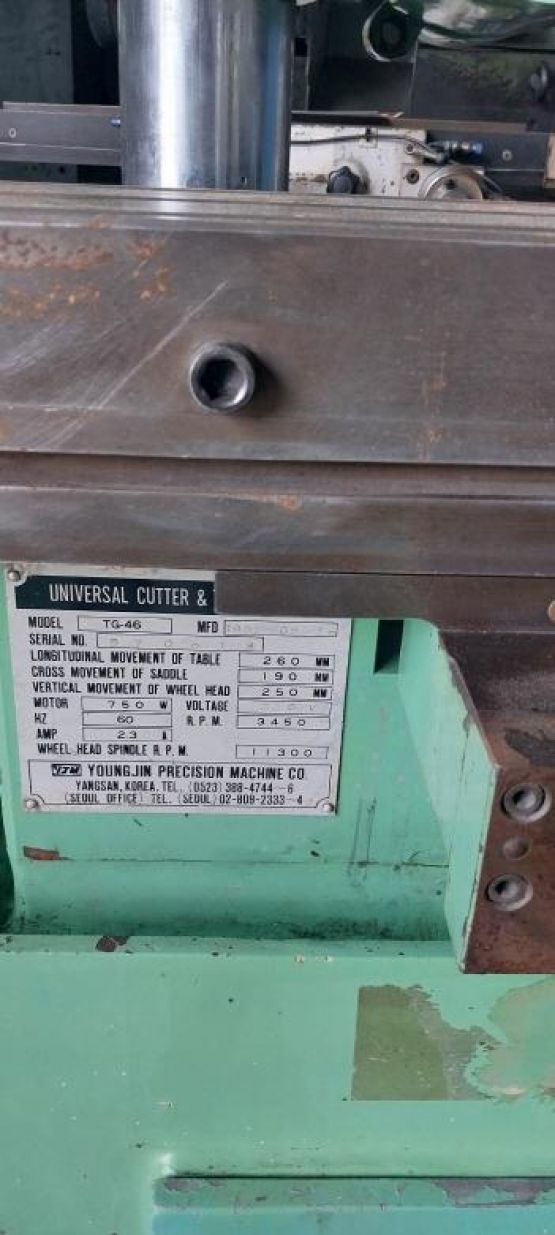 UNIVERSAL CUTTER &
MODEL TG-46 MFD
SERIAL NO.
LONGITUDINAL MOVEMENT OF TABLE 260 MM
CROSS MOVEMENT OF SADDLE 190 MM
VERTICAL MOVEMENT OF WHEEL HEAD 250 MM
MOTOR 750 W VOLTAGE V
HZ 60 R.P.M. 3450
AMP 2.3 A
WHEEL HEAD SPINDLE R.P.M. 11300
YJM YOUNGJIN PRECISION MACHINE CO.
YANGSAN, KOREA. TEL. (0523) 388-4744-6
(SEOUL OFFICE) TEL. (SEOUL) 02-809-2333-4